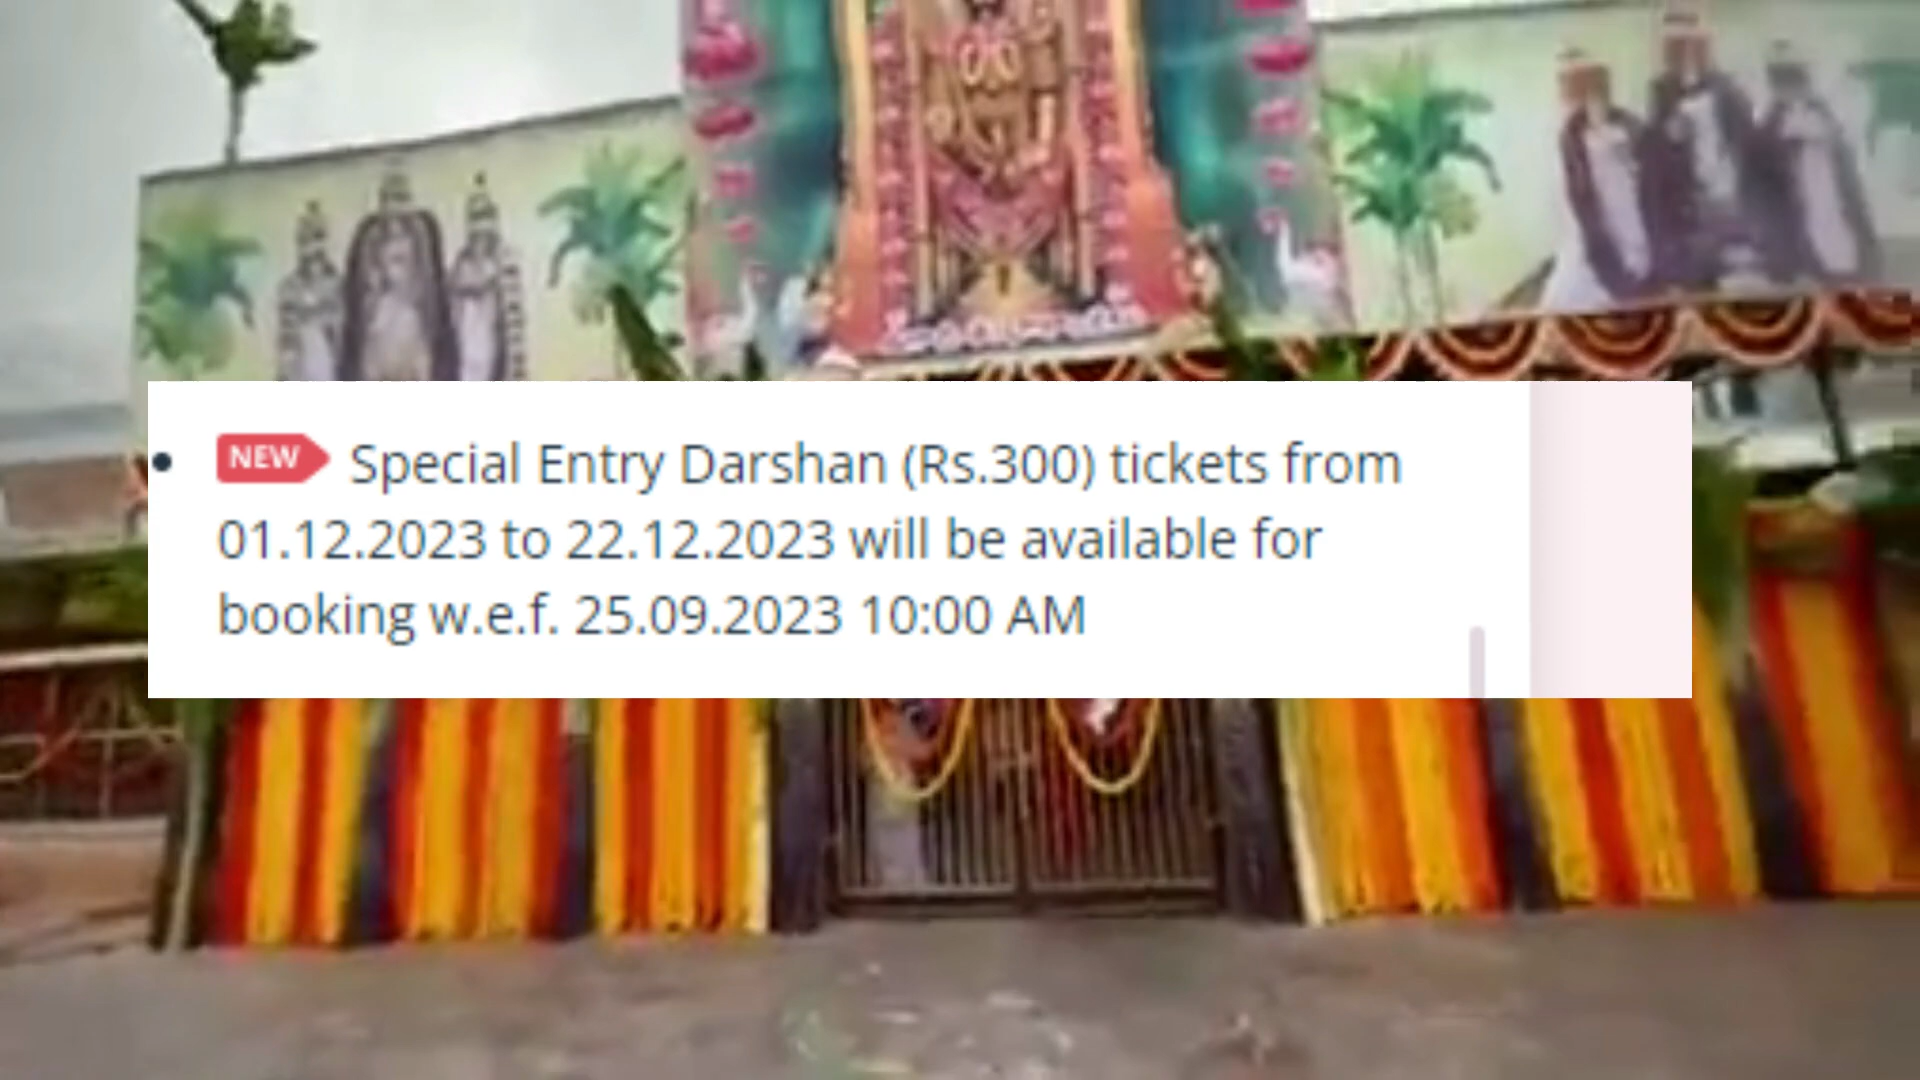 NEW Special Entry Darshan (Rs.300) tickets from
01.12.2023 to 22.12.2023 will be available for
booking w.e.f. 25.09.2023 10:00 AM